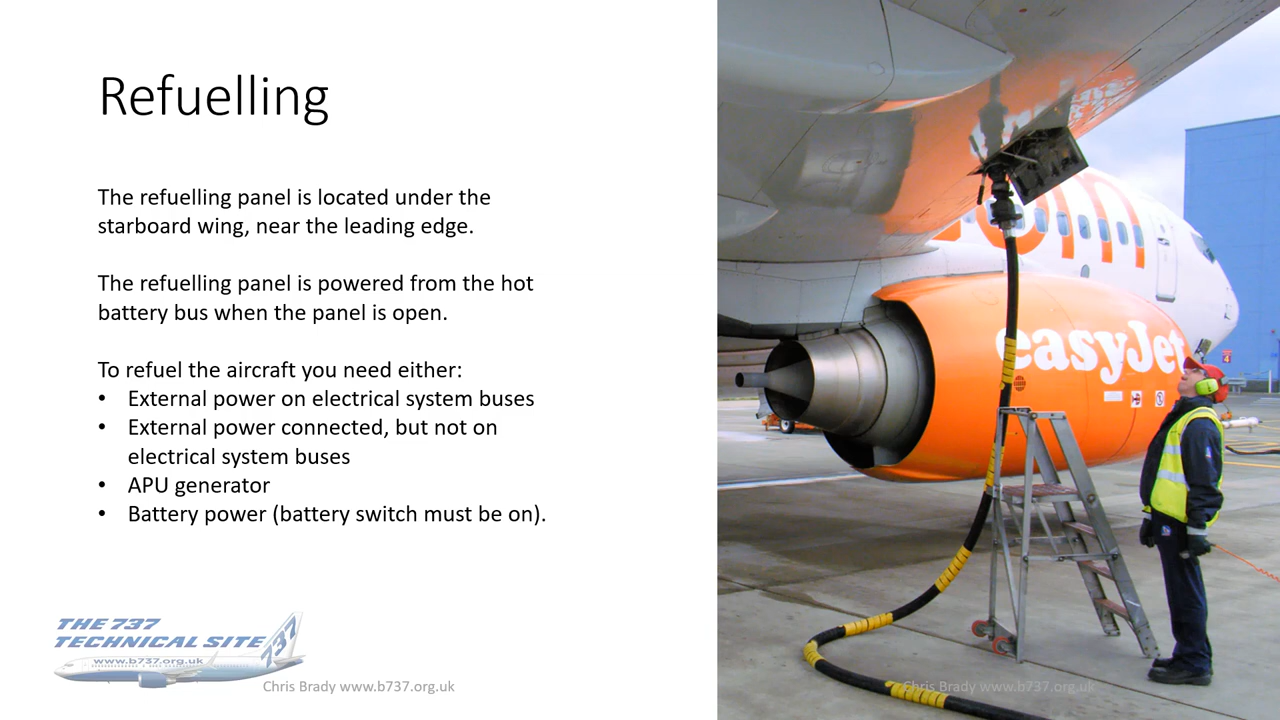 Refuelling
The refuelling panel is located under the
starboard wing, near the leading edge.
The refuelling panel is powered from the hot
battery bus when the panel is open.
To refuel the aircraft you need either:
• External power on electrical system buses
• External power connected, but not on
electrical system buses
• APU generator
• Battery power (battery switch must be on).
THE 737
TECHNICAL SITE
737
www.b737.org.uk
Chris Brady www.b737.org.uk
easyJet
4
Chris Brady www.b737.org.uk